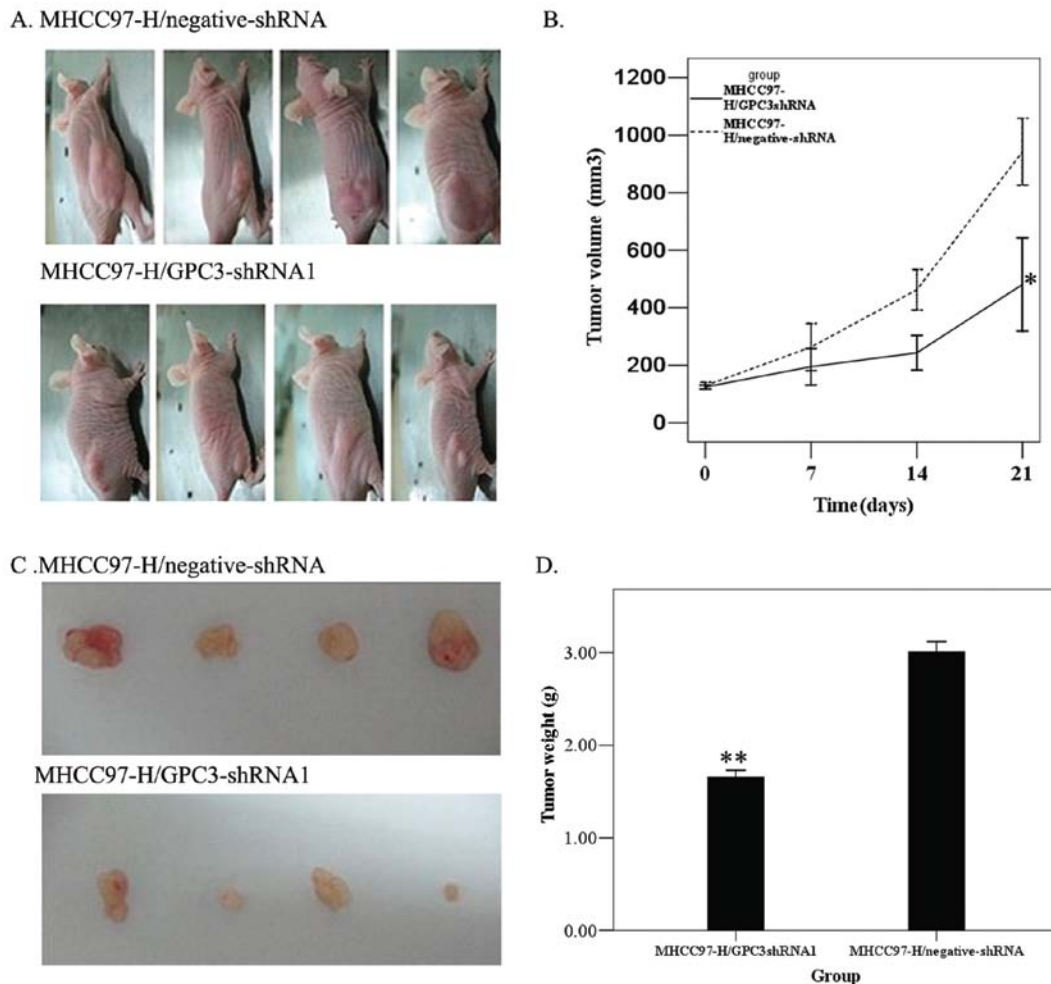 A. MHCC97-H/negative-shRNA
MHCC97-H/GPC3-shRNA1
B.
group
MHCC97-
H/GPC3shRNA
MHCC97-
H/negative-shRNA
Tumor volume (mm3)
1200
1000
800
600
400
200
0
*
0 7 14 21
Time(days)
C .MHCC97-H/negative-shRNA
MHCC97-H/GPC3-shRNA1
D.
Tumor weight (g)
3.00
2.00
1.00
0.00
**
MHCC97-H/GPC3shRNA1 MHCC97-H/negative-shRNA
Group